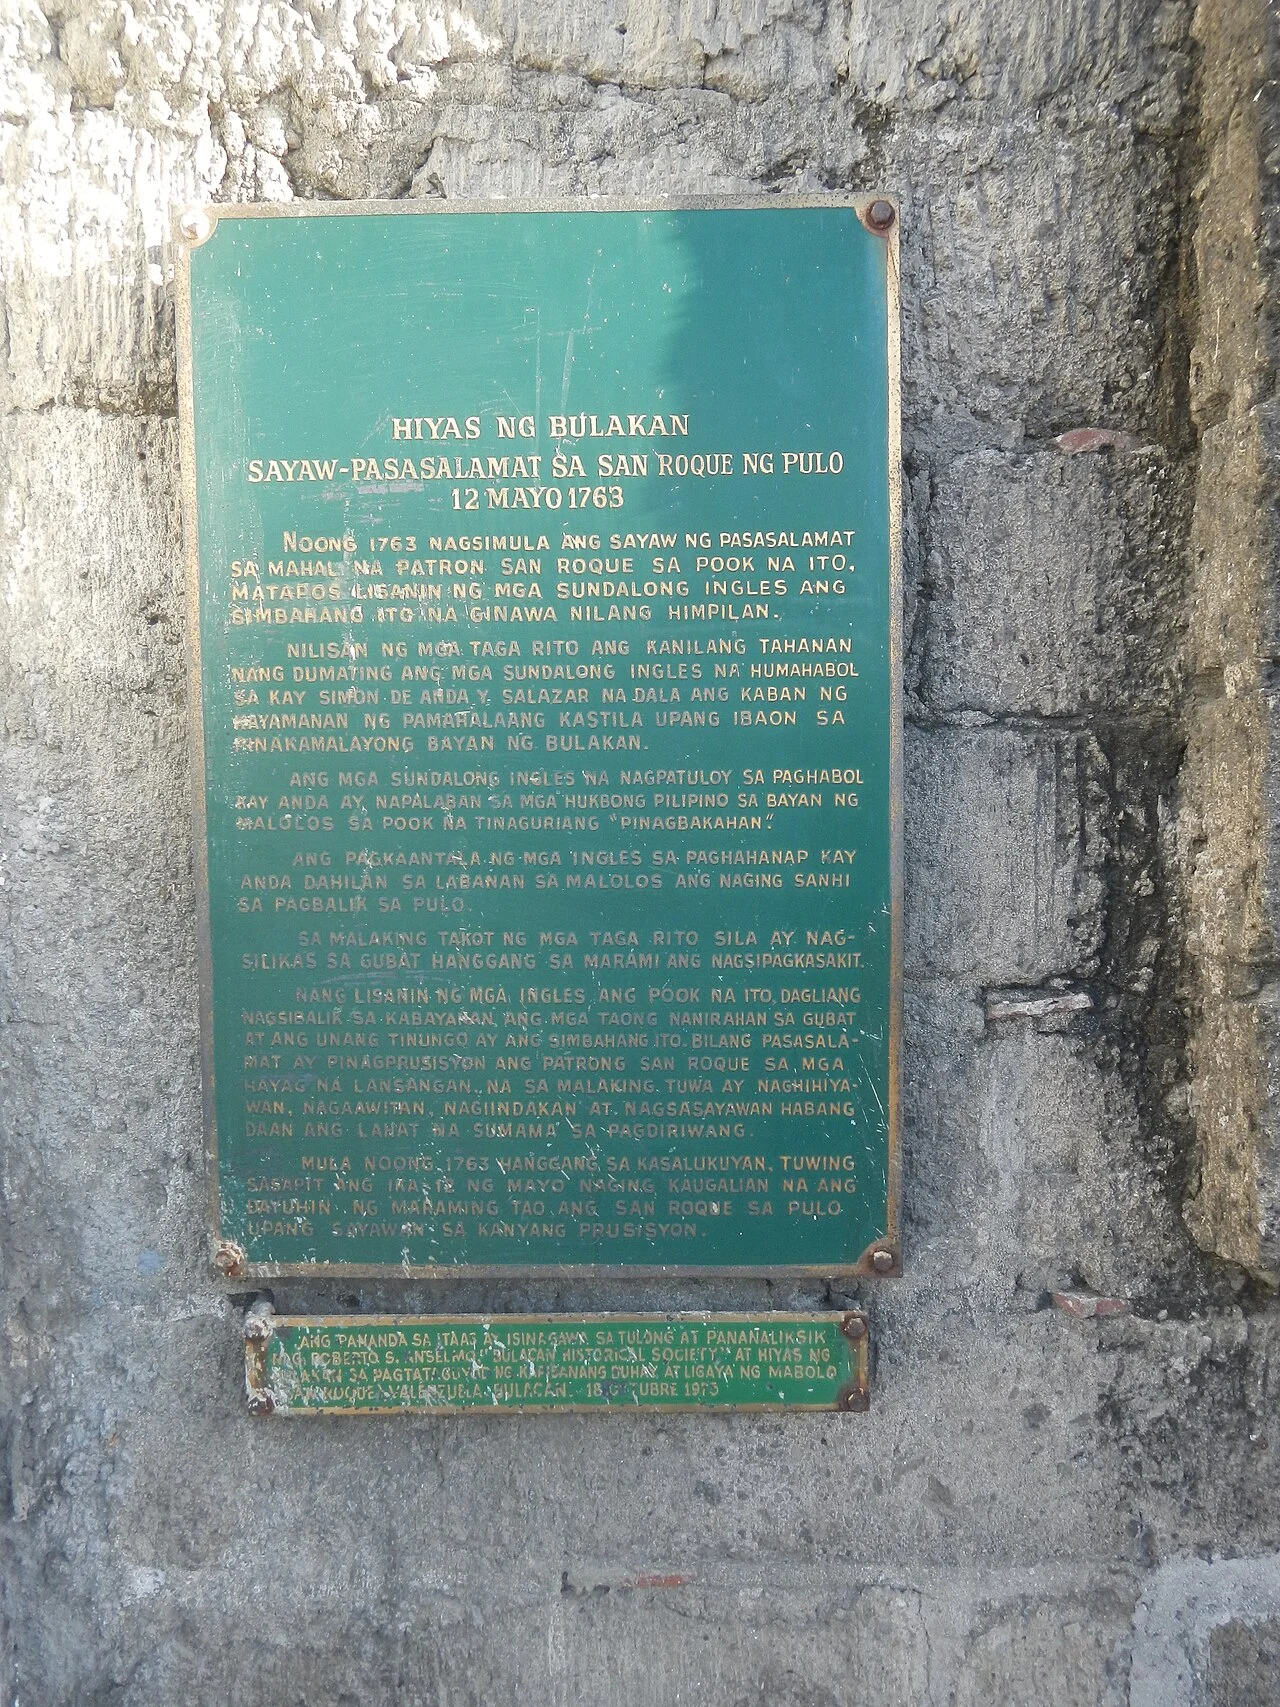 HIYAS NG BULAKAN
SAYAW-PASASALAMAT SA SAN ROQUE NG PULO
12 MAYO 1763
NOONG 1763 NAGSIMULA ANG SAYAW NG PASASALAMAT
SA MAHAL NA PATRON SAN ROQUE SA POOK NA ITO,
MATAPOS LISANIN NG MGA SUNDALONG INGLES ANG
SIMBAHANG ITO NA GINAWA NILANG HIMPILAN.
NILISAN NG MGA TAGA RITO ANG KANILANG TAHANAN
NANG DUMATING ANG MGA SUNDALONG INGLES NA HUMAHABOL
SA KAY SIMON DE ANDA Y SALAZAR NA DALA ANG KABAN NG
KAYAMANAN NG PAMAHALAANG KASTILA UPANG IBAON SA
PINAKAMALAYONG BAYAN NG BULAKAN.
ANG MGA SUNDALONG INGLES NA NAGPATULOY SA PAGHABOL
KAY ANDA AY NAPALABAN SA MGA HUKBONG PILIPINO SA BAYAN NG
MALOLOS SA POOK NA TINAGURIANG "PINAGBAKAHAN".
ANG PAGKAANTALA NG MGA INGLES SA PAGHAHANAP KAY
ANDA DAHILAN SA LABANAN SA MALOLOS ANG NAGING SANHI
SA PAGBALIK SA PULO.
SA MALAKING TAKOT NG MGA TAGA RITO SILA AY NAG-
SILIKAS SA GUBAT HANGGANG SA MARAMI ANG NAGSIPAGKASAKIT.
NANG LISANIN NG MGA INGLES ANG POOK NA ITO, DAGLIANG
NAGSIBALIK SA KABAYANAN ANG MGA TAONG NANIRAHAN SA GUBAT
AT ANG UNANG TINUNGO AY ANG SIMBAHANG ITO. BILANG PASASALA-
MAT AY PINAGPRUSISYON ANG PATRONG SAN ROQUE SA MGA
HAYAG NA LANSANGAN, NA SA MALAKING TUWA AY NAGHIHIYA-
WAN, NAGAAWITAN, NAGIINDAKAN AT NAGSASAYAWAN HABANG
DAAN ANG LAHAT NA SUMAMA SA PAGDIRIWANG.
MULA NOONG 1763 HANGGANG SA KASALUKUYAN, TUWING
SASAPIT ANG IKA-12 NG MAYO NAGING KAUGALIAN NA ANG
DAYUHIN NG MARAMING TAO ANG SAN ROQUE SA PULO
UPANG SAYAWAN SA KANYANG PRUSISYON.
ANG PANANDA SA ITAAS AY ISINAGAWA SA TULONG AT PANANALIKSIK
ROBERTO S. ANSELMO "BULACAN HISTORICAL SOCIETY" AT HIYAS NG
SA NG KAPISANANG BUHAY AT LIGAYA NG MABOLO
ROQUE, VALENZUELA, BULACAN. 18 OKTUBRE 1973